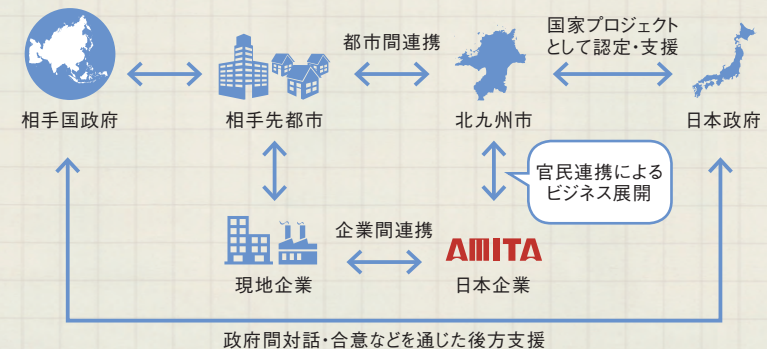 国家プロジェクト
として認定・支援
都市間連携
相手国政府
相手先都市
北九州市
日本政府
官民連携による
ビジネス展開
企業間連携
AMITA
現地企業
日本企業
政府間対話・合意などを通じた後方支援